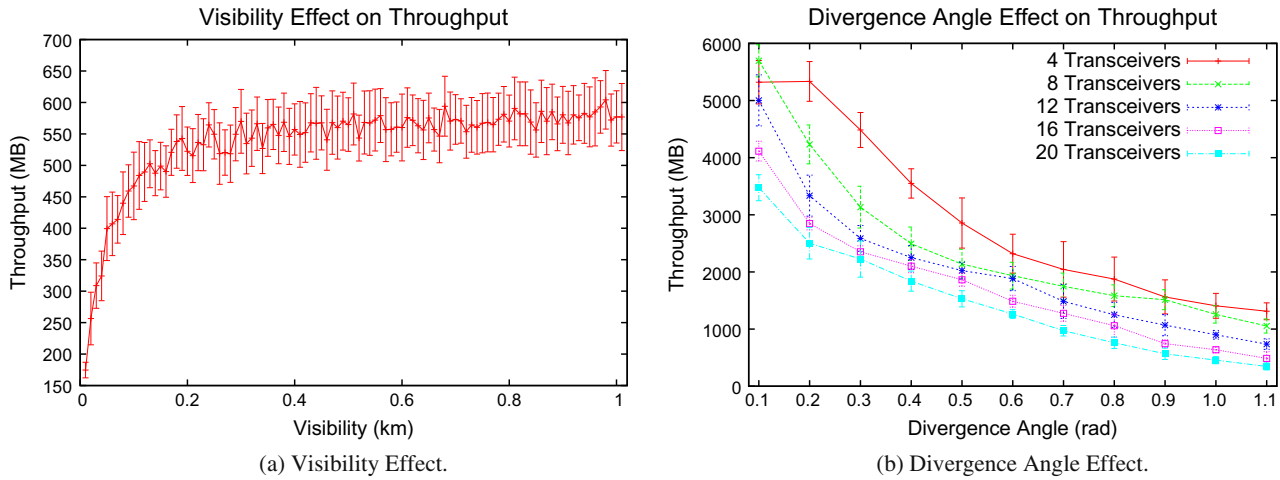 Visibility Effect on Throughput
700
650
600
550
500
450
400
350
300
250
200
150
Throughput (MB)
0 0.2 0.4 0.6 0.8 1
Visibility (km)
(a) Visibility Effect.
Divergence Angle Effect on Throughput
6000
5000
4000
3000
2000
1000
0
Throughput (MB)
4 Transceivers
8 Transceivers
12 Transceivers
16 Transceivers
20 Transceivers
0.1 0.2 0.3 0.4 0.5 0.6 0.7 0.8 0.9 1.0 1.1
Divergence Angle (rad)
(b) Divergence Angle Effect.